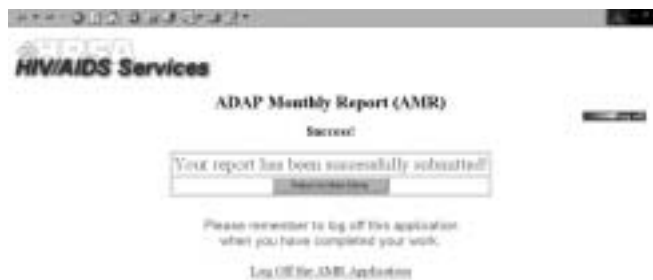 HRSA
HIV/AIDS Services
ADAP Monthly Report (AMR)
Success!
Your report has been successfully submitted!
Please remember to log off this application
when you have completed your work.
Log Off the AMR Application